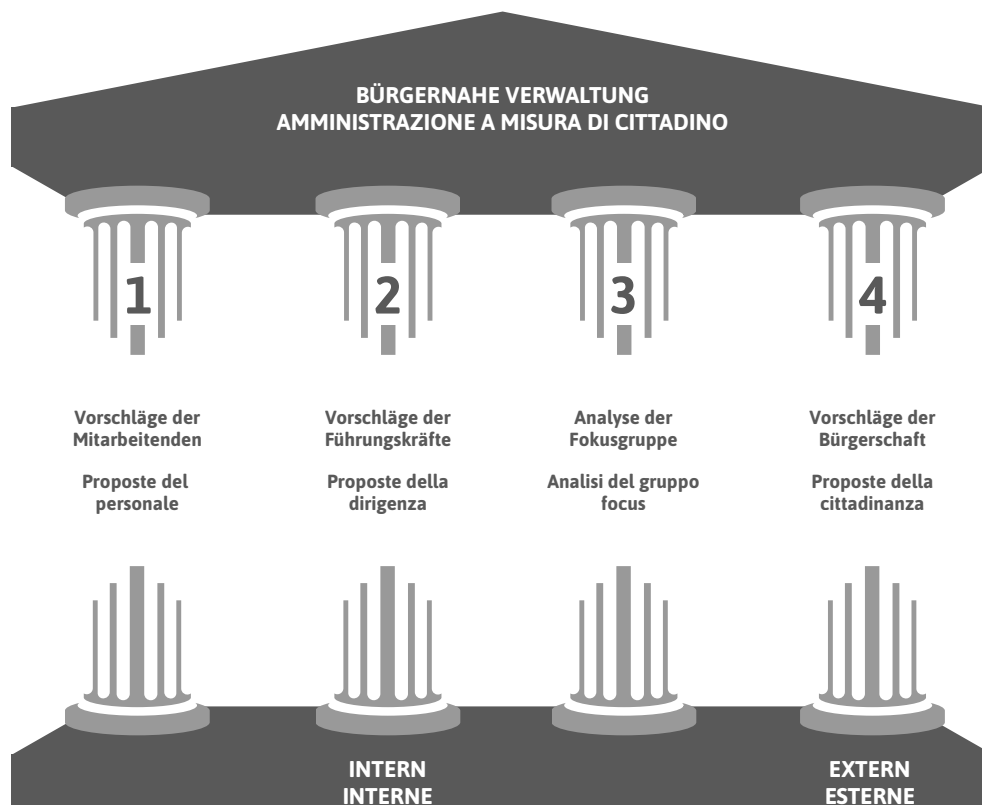 BÜRGERNAHE VERWALTUNG
AMMINISTRAZIONE A MISURA DI CITTADINO
1
Vorschläge der
Mitarbeitenden
Proposte del
personale
2
Vorschläge der
Führungskräfte
Proposte della
dirigenza
3
Analyse der
Fokusgruppe
Analisi del gruppo
focus
4
Vorschläge der
Bürgerschaft
Proposte della
cittadinanza
INTERN
INTERNE
EXTERN
ESTERNE